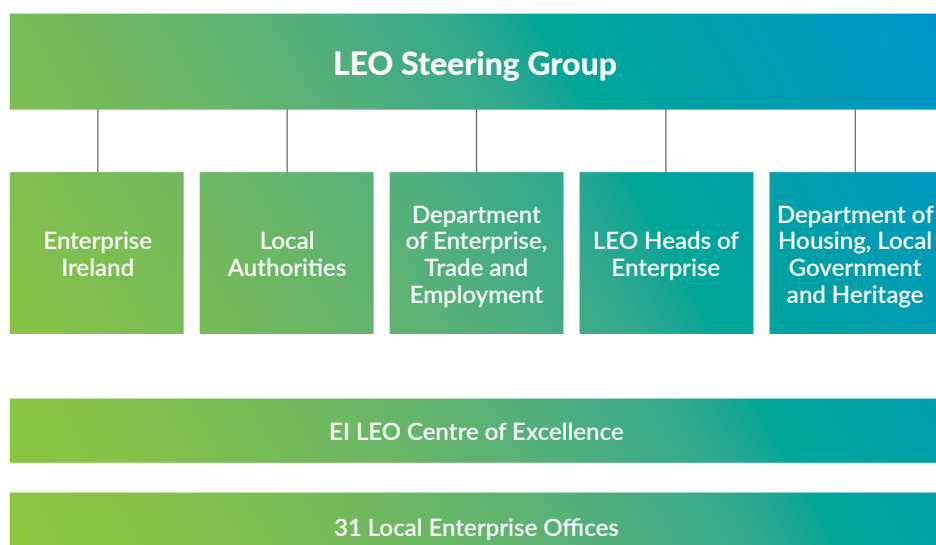 LEO Steering Group
Enterprise
Ireland
Local
Authorities
Department
of Enterprise,
Trade and
Employment
LEO Heads of
Enterprise
Department of
Housing, Local
Government
and Heritage
EI LEO Centre of Excellence
31 Local Enterprise Offices